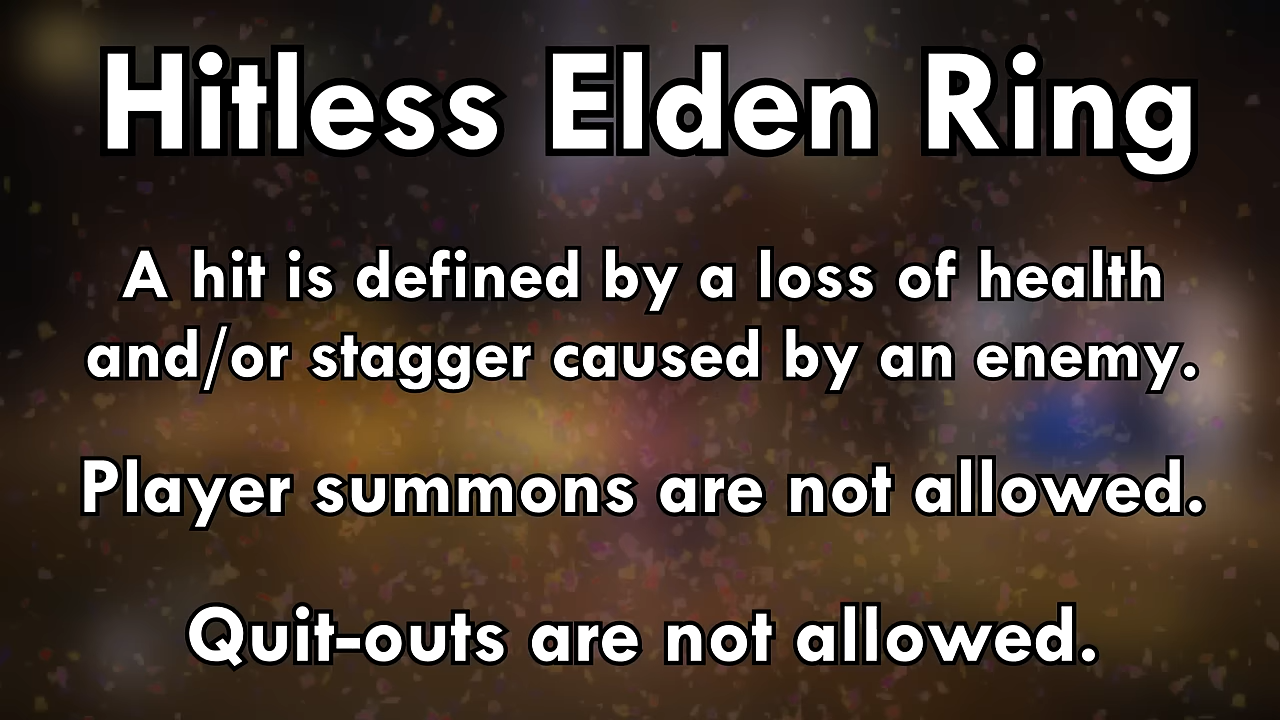 Hitless Elden Ring
A hit is defined by a loss of health
and/or stagger caused by an enemy.
Player summons are not allowed.
Quit-outs are not allowed.